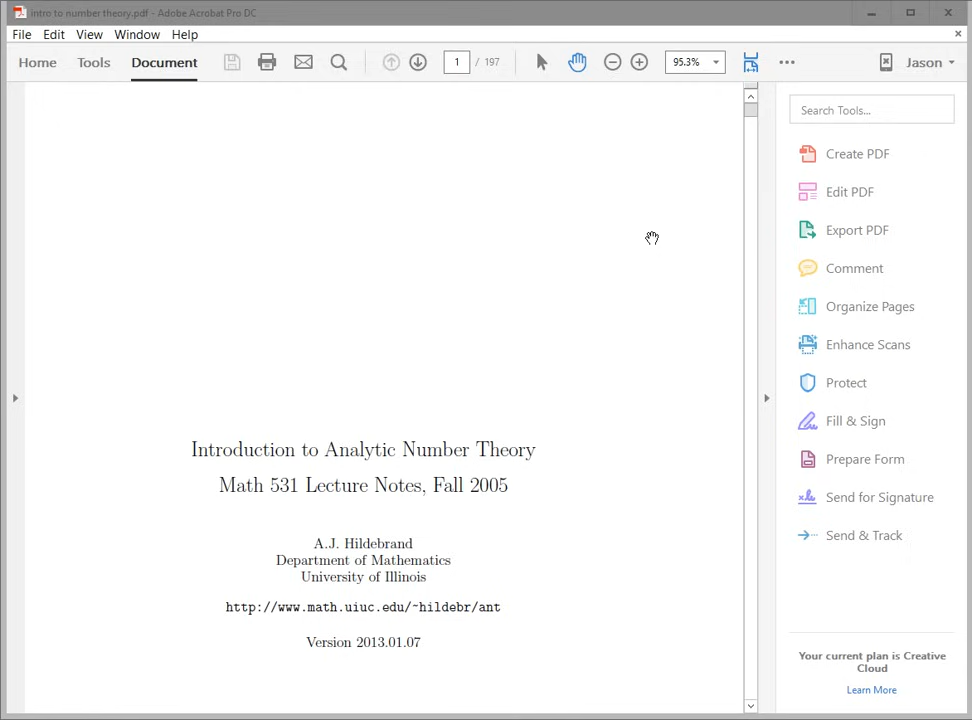 intro to number theory.pdf - Adobe Acrobat Pro DC
File Edit View Window Help
Home Tools Document 1 / 197 95.3% Jason
Search Tools...
Create PDF
Edit PDF
Export PDF
Comment
Organize Pages
Enhance Scans
Protect
Fill & Sign
Prepare Form
Send for Signature
Send & Track
Your current plan is Creative
Cloud
Learn More
Introduction to Analytic Number Theory
Math 531 Lecture Notes, Fall 2005
A.J. Hildebrand
Department of Mathematics
University of Illinois
http://www.math.uiuc.edu/~hildebr/ant
Version 2013.01.07